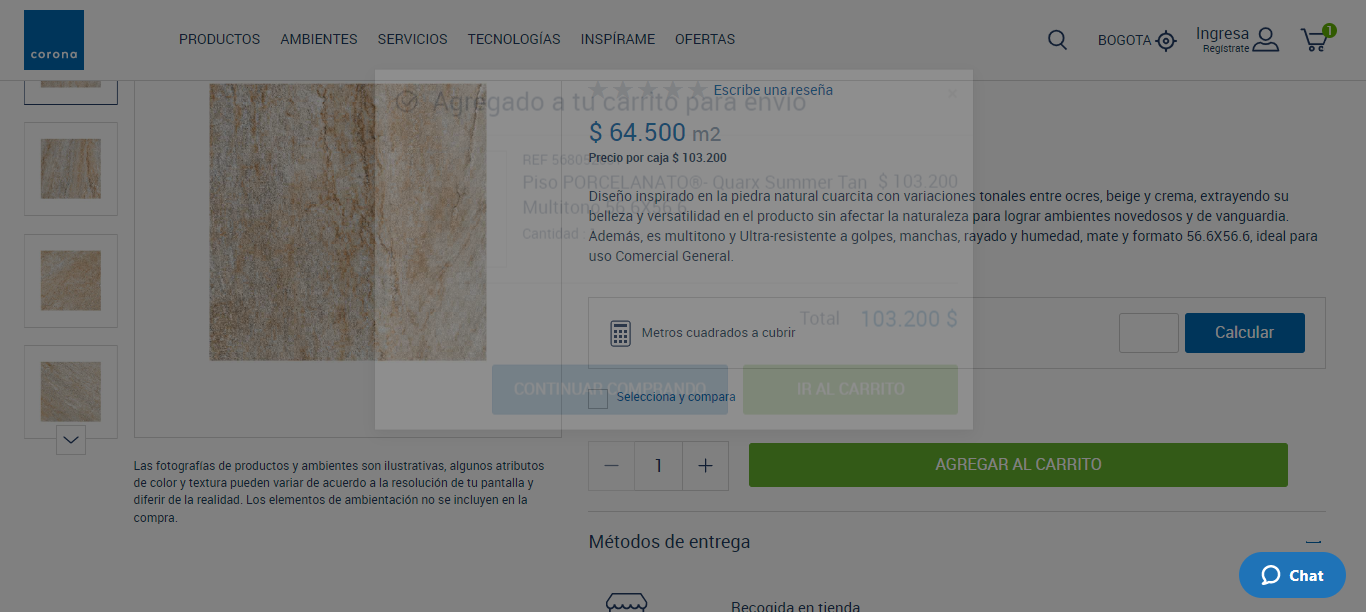 corona
PRODUCTOS AMBIENTES SERVICIOS TECNOLOGÍAS INSPÍRAME OFERTAS
BOGOTA
Ingresa
Regístrate
1
Agregado a tu carrito para envío
×
Escribe una reseña
$ 64.500 m2
Precio por caja $ 103.200
REF 56805
Piso PORCELANATO®- Quarx Summer Tan
Multitono 56.6X56.6
$ 103.200
Cantidad
Diseño inspirado en la piedra natural cuarcita con variaciones tonales entre ocres, beige y crema, extrayendo su
belleza y versatilidad en el producto sin afectar la naturaleza para lograr ambientes novedosos y de vanguardia.
Además, es multitono y Ultra-resistente a golpes, manchas, rayado y humedad, mate y formato 56.6X56.6, ideal para
uso Comercial General.
Total 103.200 $
Metros cuadrados a cubrir
Calcular
CONTINUAR COMPRANDO
IR AL CARRITO
Selecciona y compara
− 1 +
AGREGAR AL CARRITO
Las fotografías de productos y ambientes son ilustrativas, algunos atributos
de color y textura pueden variar de acuerdo a la resolución de tu pantalla y
diferir de la realidad. Los elementos de ambientación no se incluyen en la
compra.
Métodos de entrega
Chat
Recogida en tienda